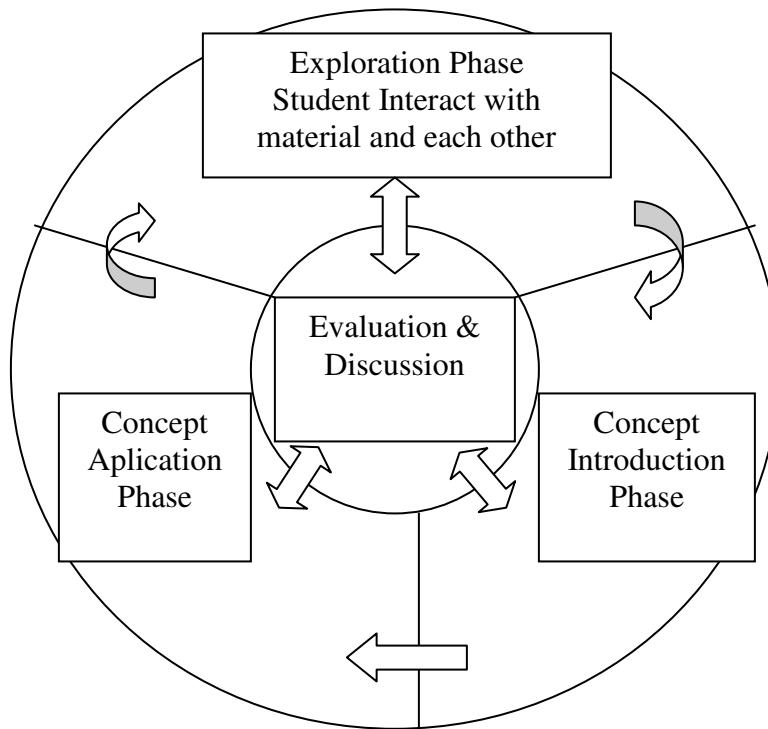 Exploration Phase
Student Interact with
material and each other
Evaluation &
Discussion
Concept
Aplication
Phase
Concept
Introduction
Phase